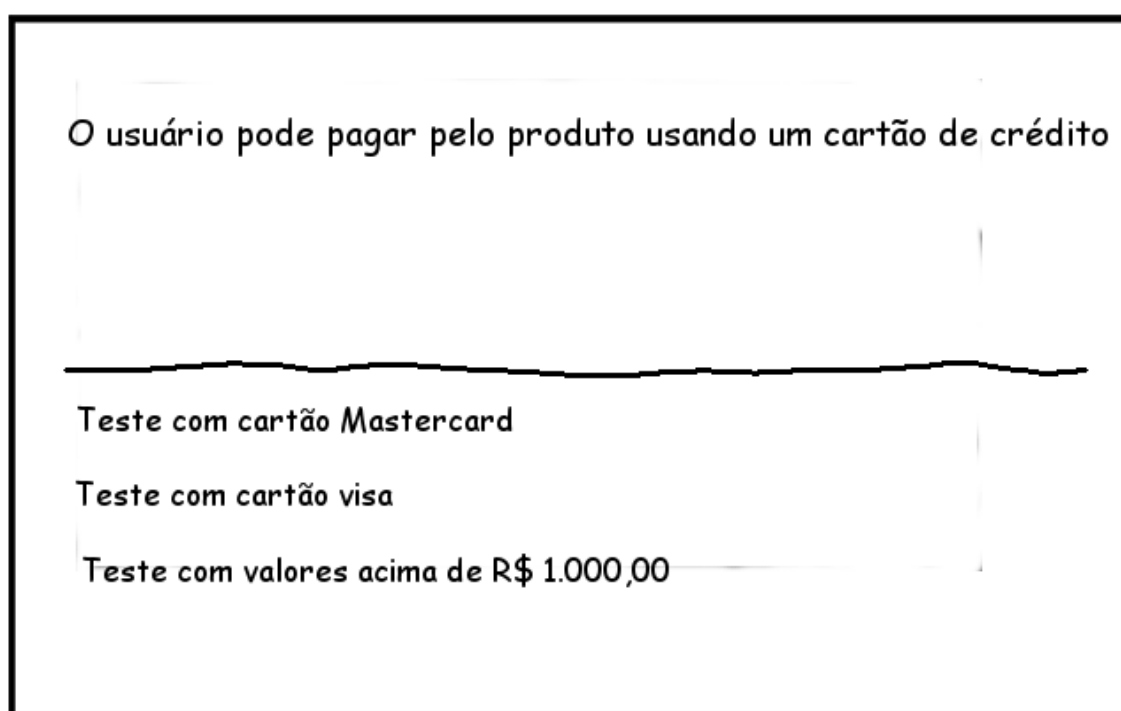 O usuário pode pagar pelo produto usando um cartão de crédito
Teste com cartão Mastercard
Teste com cartão visa
Teste com valores acima de R$ 1.000,00